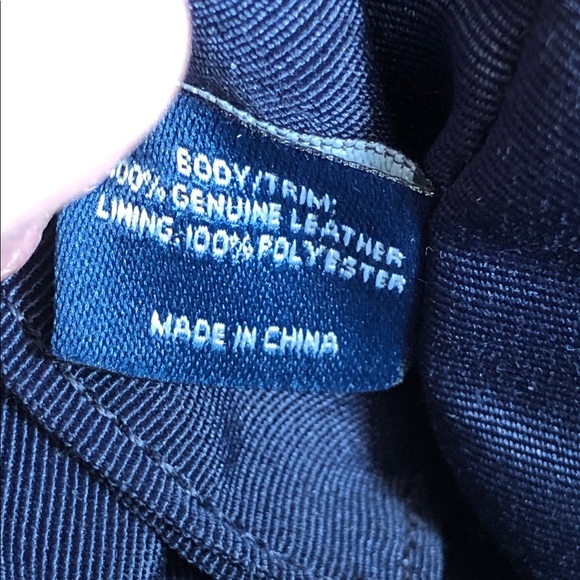 BODY/TRIM:
100% GENUINE LEATHER
LINING: 100% POLYESTER
MADE IN CHINA